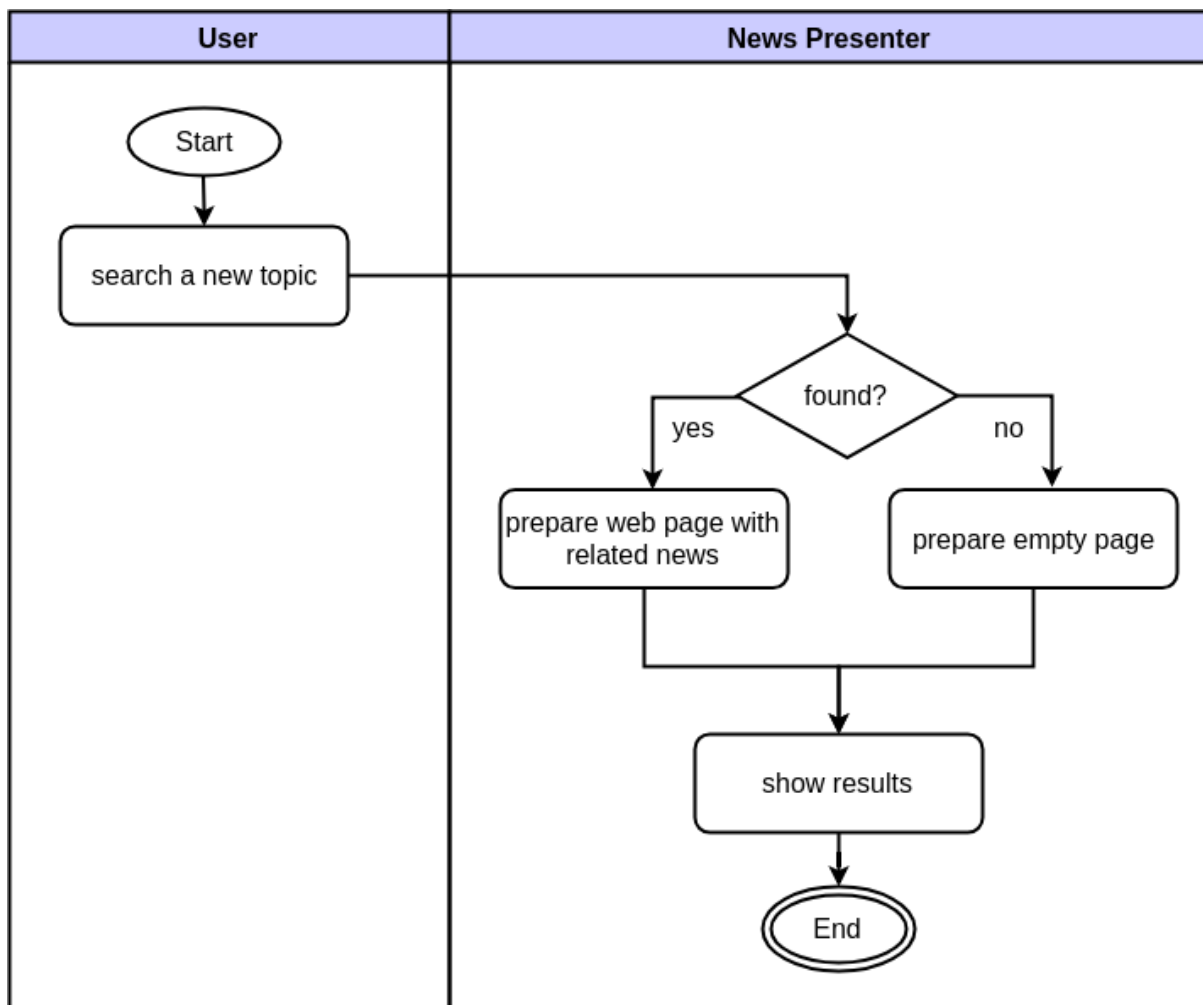 User
News Presenter
Start
search a new topic
found?
yes
no
prepare web page with
related news
prepare empty page
show results
End